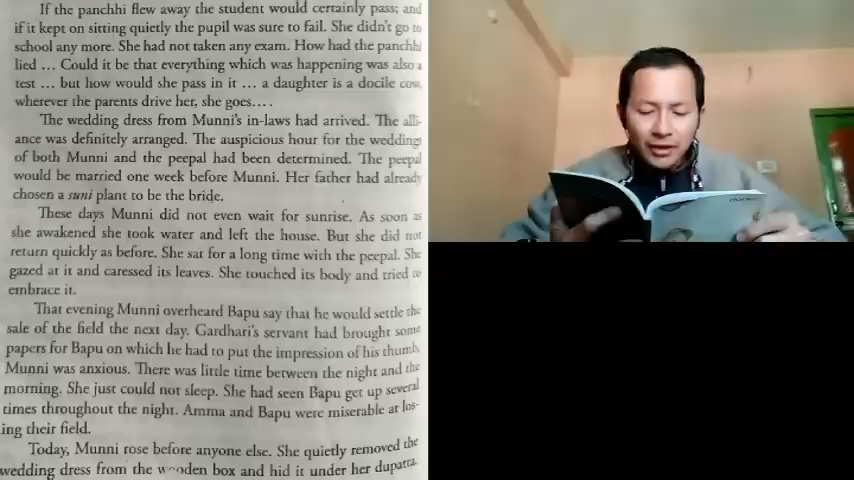 If the panchhi flew away the student would certainly pass; and
if it kept on sitting quietly the pupil was sure to fail. She didn't go to
school any more. She had not taken any exam. How had the panchhi
lied ... Could it be that everything which was happening was also a
test ... but how would she pass in it ... a daughter is a docile cow,
wherever the parents drive her, she goes....
The wedding dress from Munni's in-laws had arrived. The alli-
ance was definitely arranged. The auspicious hour for the weddings
of both Munni and the peepal had been determined. The peepal
would be married one week before Munni. Her father had already
chosen a suni plant to be the bride.
These days Munni did not even wait for sunrise. As soon as
she awakened she took water and left the house. But she did not
return quickly as before. She sat for a long time with the peepal. She
gazed at it and caressed its leaves. She touched its body and tried to
embrace it.
That evening Munni overheard Bapu say that he would settle the
sale of the field the next day. Gardhari's servant had brought some
papers for Bapu on which he had to put the impression of his thumb.
Munni was anxious. There was little time between the night and the
morning. She just could not sleep. She had seen Bapu get up several
times throughout the night. Amma and Bapu were miserable at los-
ing their field.
Today, Munni rose before anyone else. She quietly removed the
wedding dress from the wooden box and hid it under her dupatta.